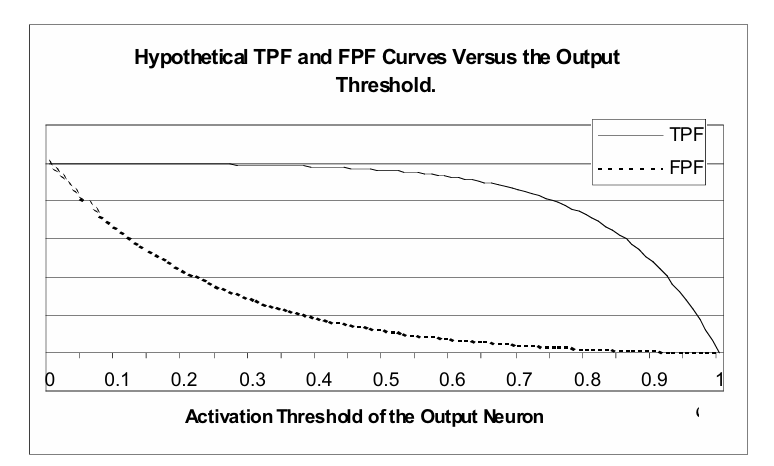 Hypothetical TPF and FPF Curves Versus the Output
Threshold.
TPF
FPF
0 0.1 0.2 0.3 0.4 0.5 0.6 0.7 0.8 0.9 1
Activation Threshold of the Output Neuron